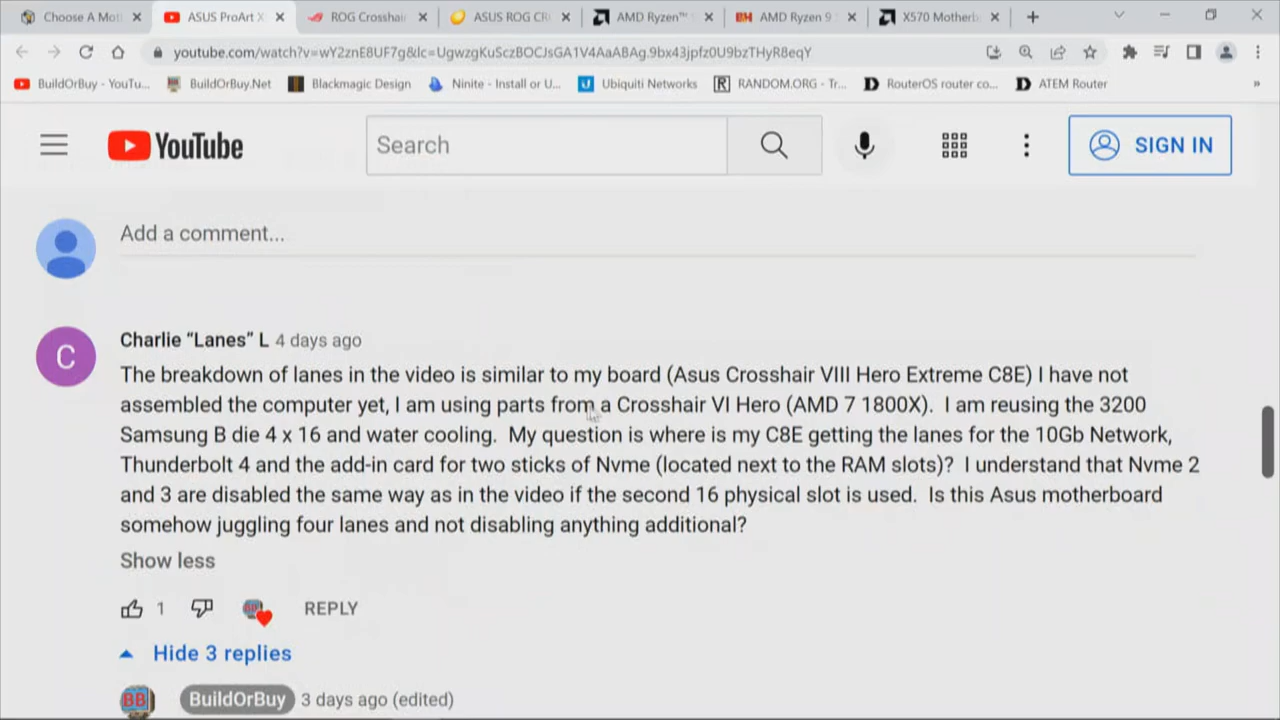 Choose A Mot
ASUS ProArt X
ROG Crosshair
ASUS ROG CR
AMD Ryzen™
AMD Ryzen 9
X570 Motherb
youtube.com/watch?v=wY2znE8UF7g&lc=UgwzgKuSczBOCJsGA1V4AaABAg.9bx43jpfz0U9bzTHyR8eqY
BuildOrBuy - YouTu...
BuildOrBuy.Net
Blackmagic Design
Ninite - Install or U...
Ubiquiti Networks
RANDOM.ORG - Tr...
RouterOS router co...
ATEM Router
YouTube
Search
SIGN IN
Add a comment...
C
Charlie “Lanes” L 4 days ago
The breakdown of lanes in the video is similar to my board (Asus Crosshair VIII Hero Extreme C8E) I have not
assembled the computer yet, I am using parts from a Crosshair VI Hero (AMD 7 1800X). I am reusing the 3200
Samsung B die 4 x 16 and water cooling. My question is where is my C8E getting the lanes for the 10Gb Network,
Thunderbolt 4 and the add-in card for two sticks of Nvme (located next to the RAM slots)? I understand that Nvme 2
and 3 are disabled the same way as in the video if the second 16 physical slot is used. Is this Asus motherboard
somehow juggling four lanes and not disabling anything additional?
Show less
1
REPLY
Hide 3 replies
BB
BuildOrBuy 3 days ago (edited)